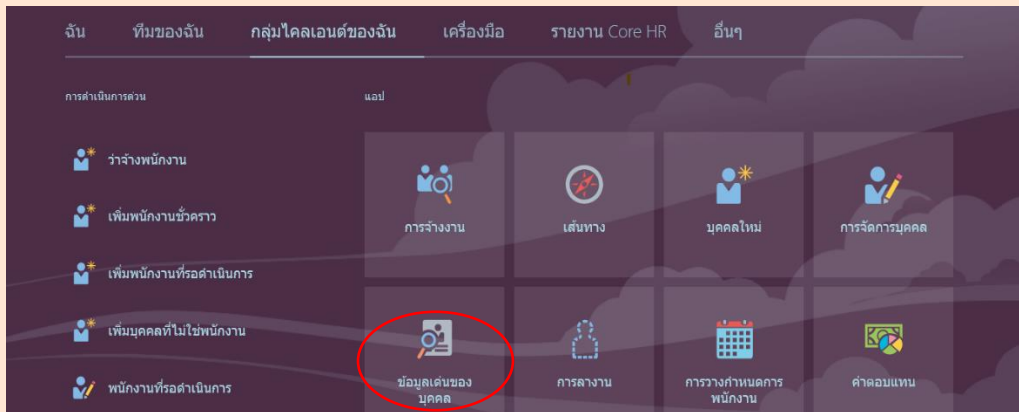 ฉัน ทีมของฉัน กลุ่มไคลเอนต์ของฉัน เครื่องมือ รายงาน Core HR อื่นๆ
การดำเนินการด่วน แอป
ว่าจ้างพนักงาน
เพิ่มพนักงานชั่วคราว
เพิ่มพนักงานที่รอดำเนินการ
เพิ่มบุคคลที่ไม่ใช่พนักงาน
พนักงานที่รอดำเนินการ
การจ้างงาน เส้นทาง บุคคลใหม่ การจัดการบุคคล
ข้อมูลเด่นของ
บุคคล
การลางาน
การวางกำหนดการ
พนักงาน
ค่าตอบแทน